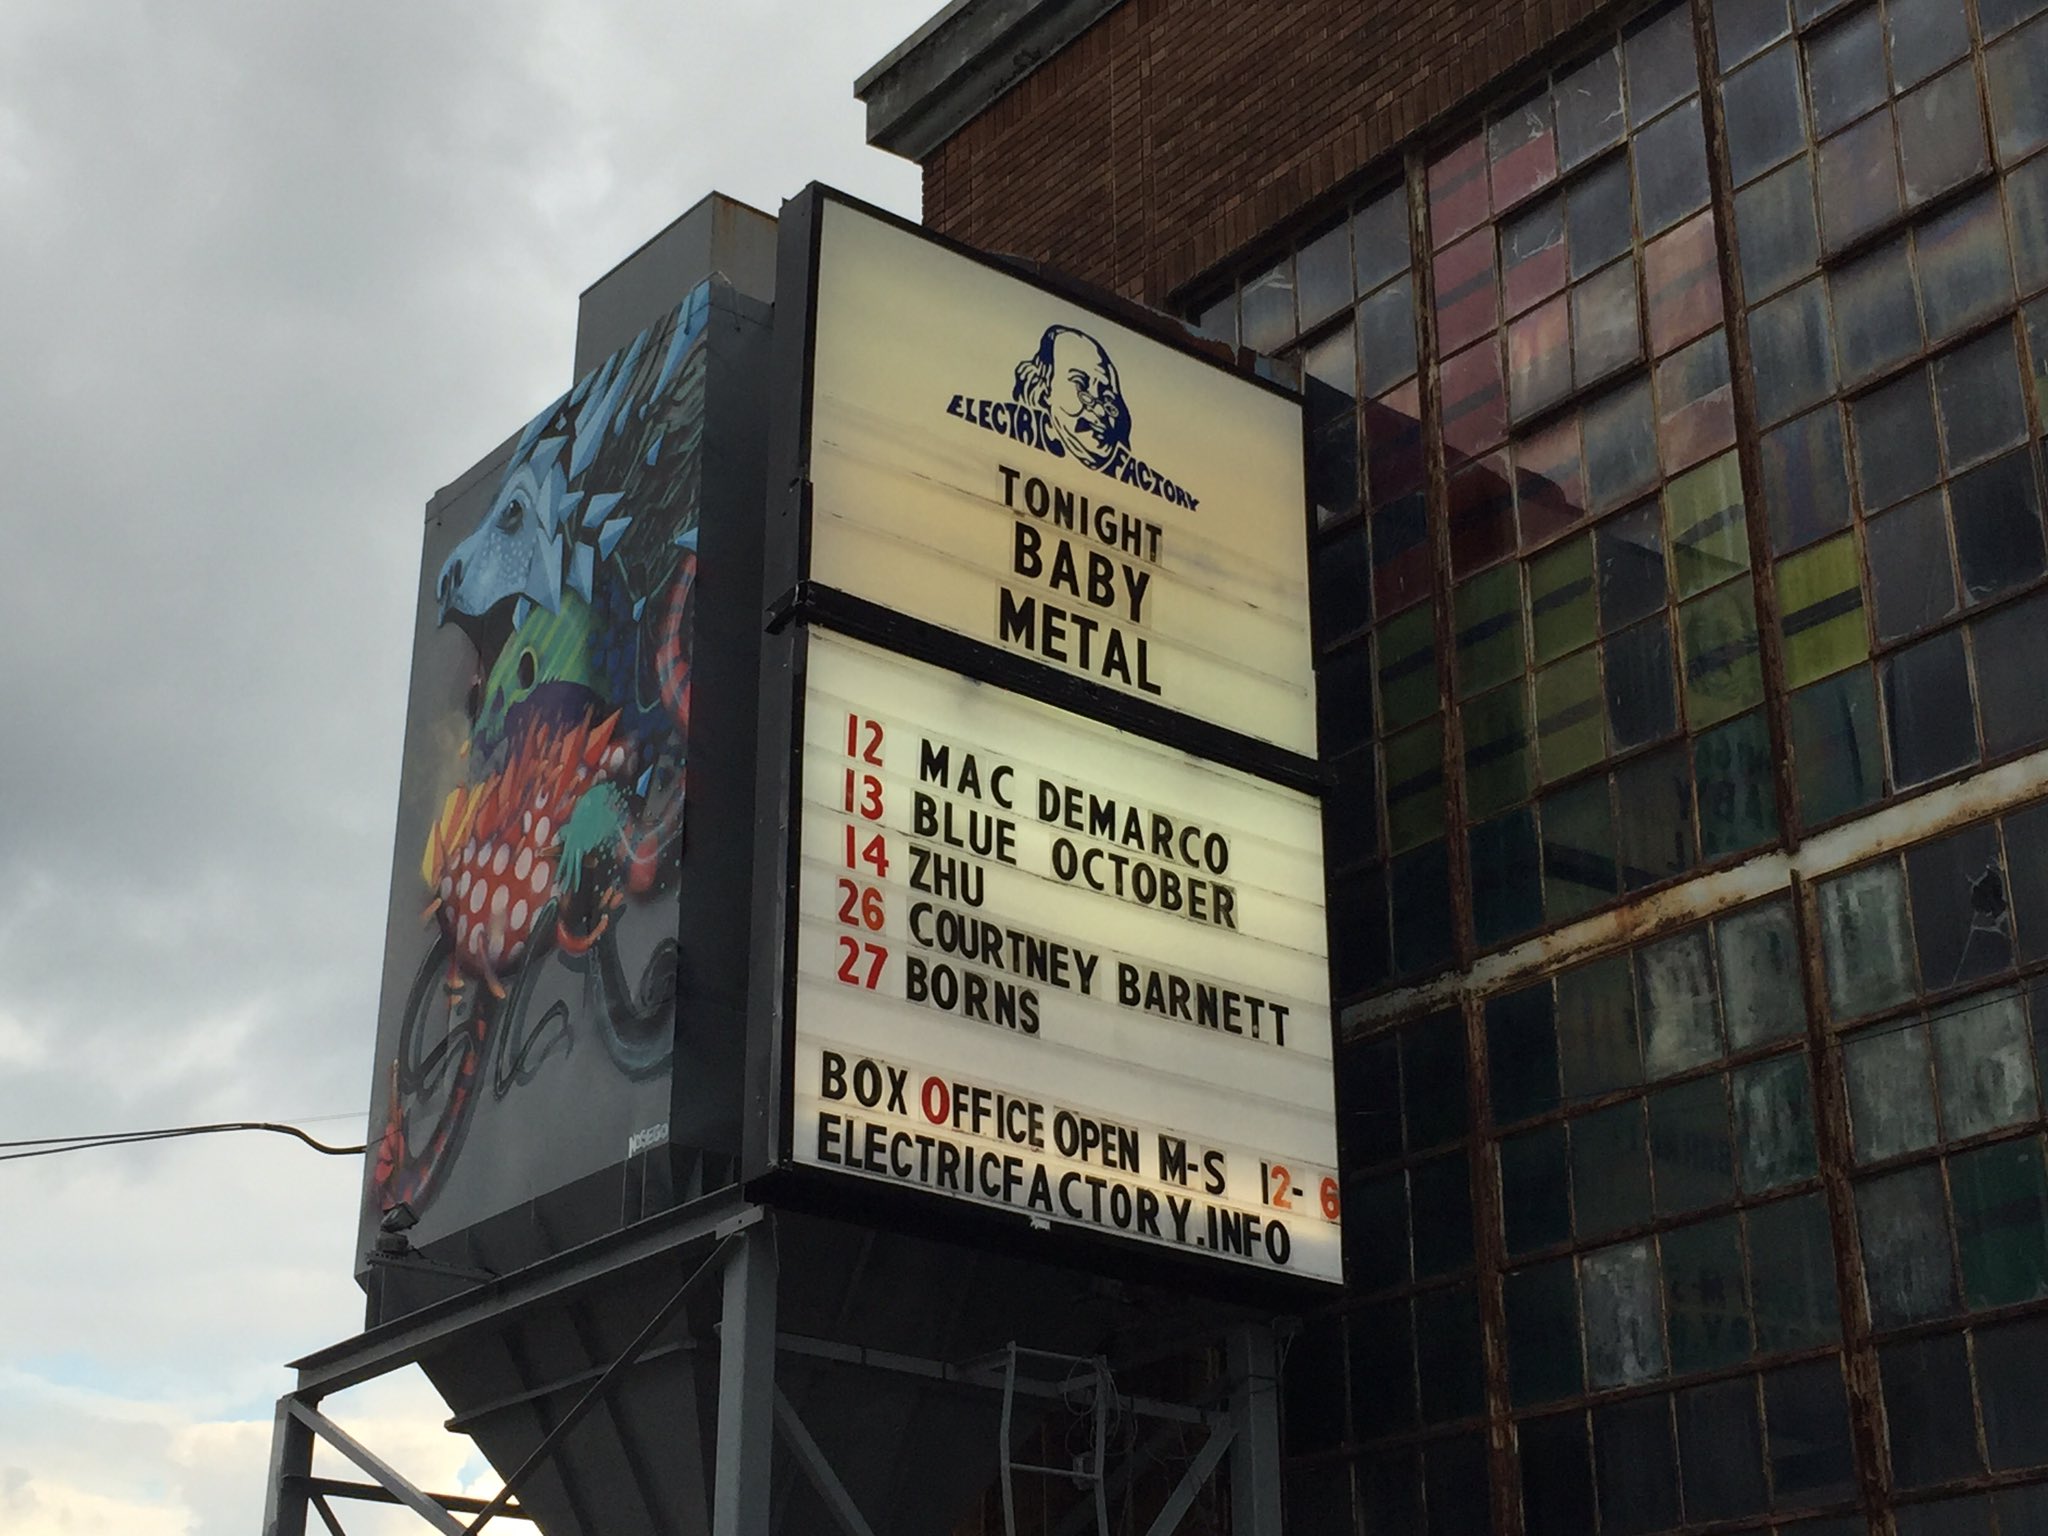 ELECTRIC FACTORY
TONIGHT
BABY
METAL
12 MAC DEMARCO
13 BLUE OCTOBER
14 ZHU
26 COURTNEY BARNETT
27 BORNS
BOX OFFICE OPEN M-S 12-6
ELECTRICFACTORY.INFO
NOSEGO